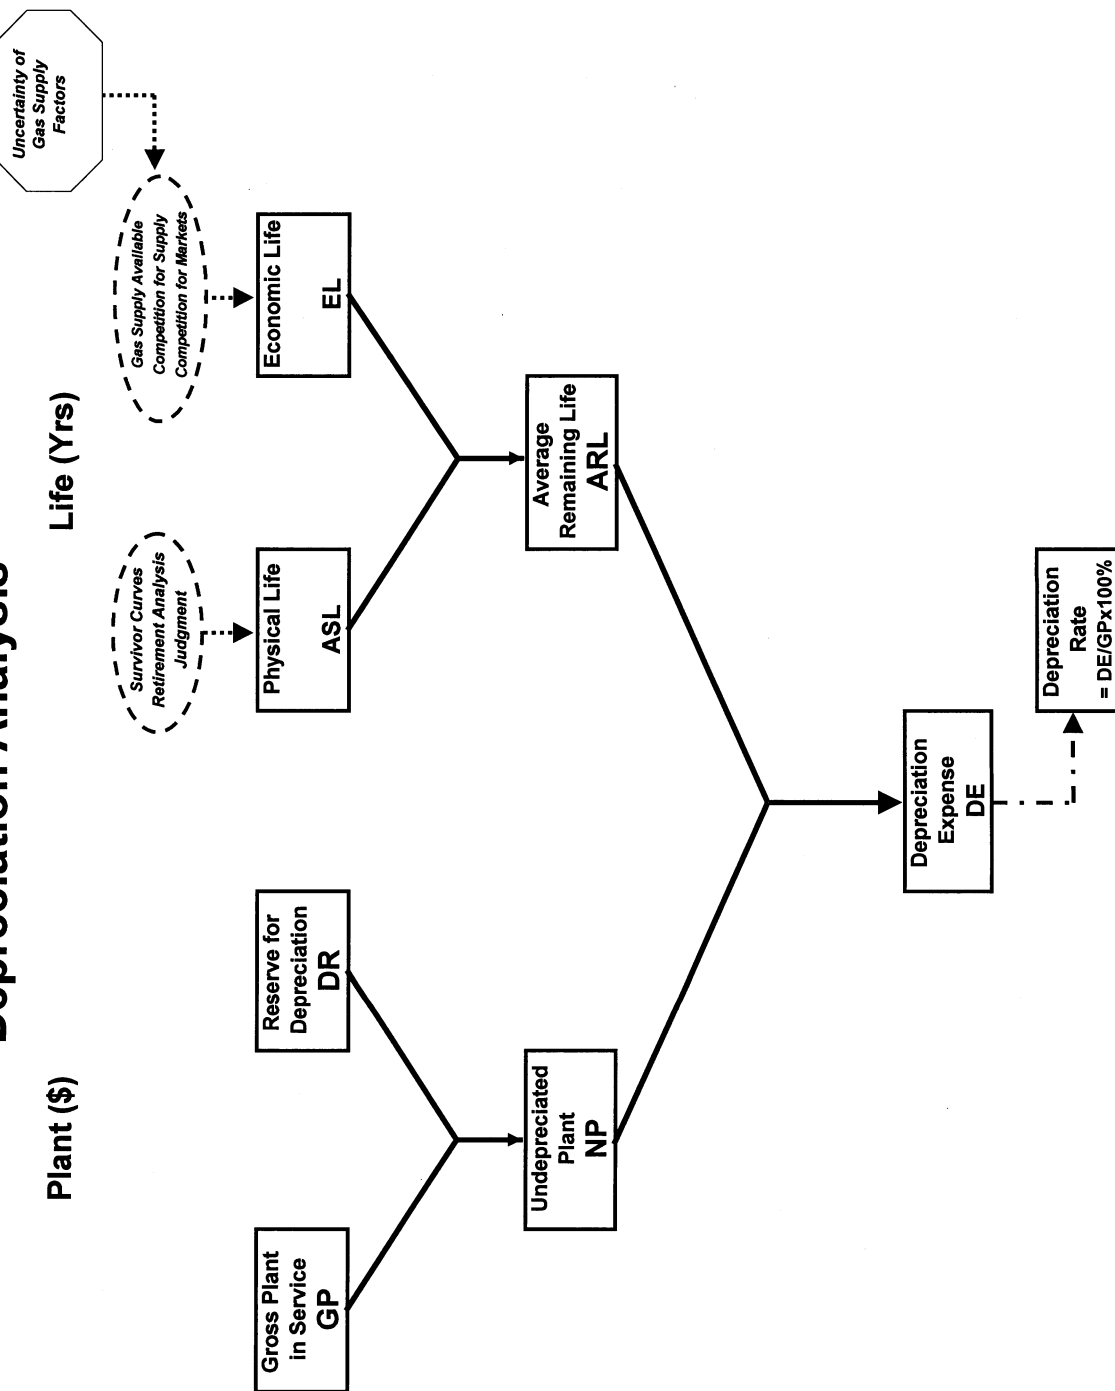 Depreciation Analysis
Plant ($)
Life (Yrs)
Uncertainty of
Gas Supply
Factors
Survivor Curves
Retirement Analysis
Judgment
Gas Supply Available
Competition for Supply
Competition for Markets
Gross Plant
in Service
GP
Reserve for
Depreciation
DR
Physical Life
ASL
Economic Life
EL
Undepreciated
Plant
NP
Average
Remaining Life
ARL
Depreciation
Expense
DE
Depreciation
Rate
= DE/GPx100%